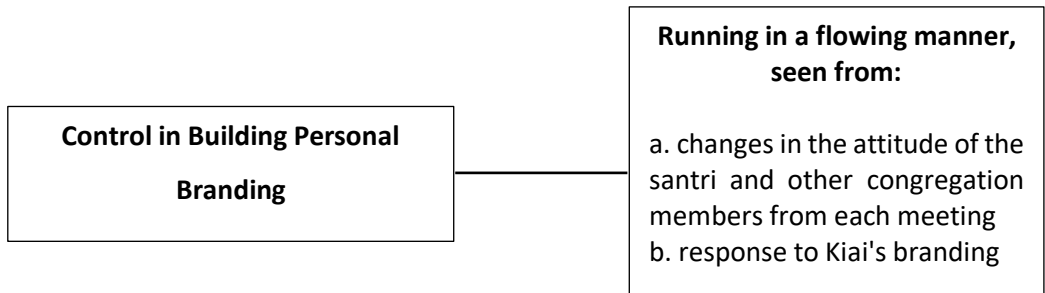 Control in Building Personal
Branding
Running in a flowing manner,
seen from:
a. changes in the attitude of the
santri and other congregation
members from each meeting
b. response to Kiai's branding